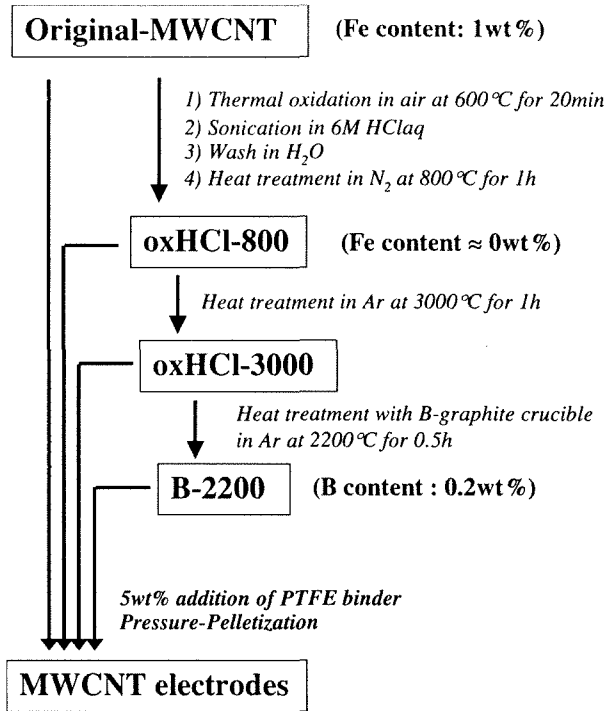 Original-MWCNT (Fe content: 1wt%)
1) Thermal oxidation in air at 600℃ for 20min
2) Sonication in 6M HClaq
3) Wash in H₂O
4) Heat treatment in N₂ at 800℃ for 1h
oxHCl-800 (Fe content ≈ 0wt%)
Heat treatment in Ar at 3000℃ for 1h
oxHCl-3000
Heat treatment with B-graphite crucible
in Ar at 2200℃ for 0.5h
B-2200 (B content : 0.2wt%)
5wt% addition of PTFE binder
Pressure-Pelletization
MWCNT electrodes